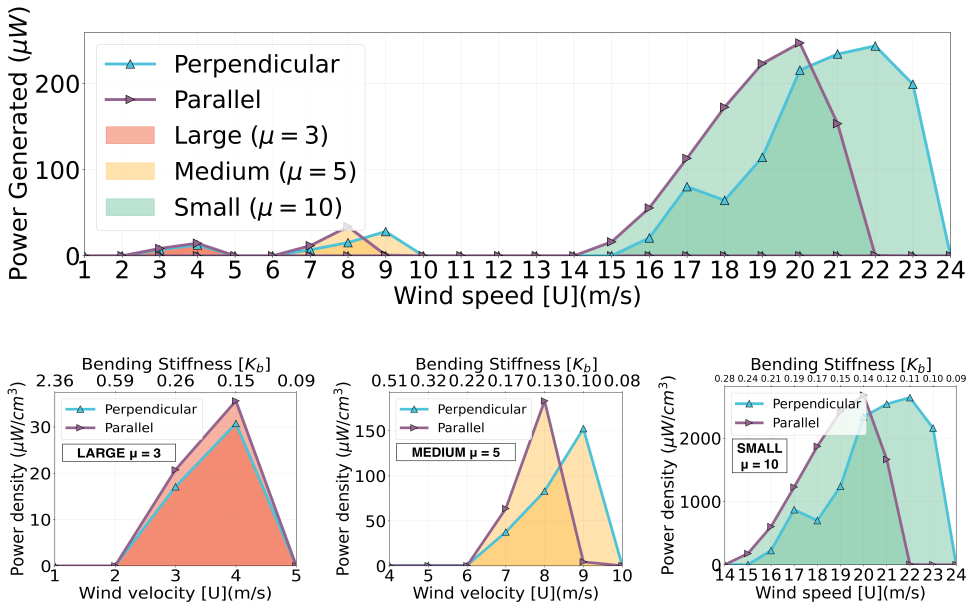 Power Generated (μW)
200
100
0
Perpendicular
Parallel
Large (μ = 3)
Medium (μ = 5)
Small (μ = 10)
1 2 3 4 5 6 7 8 9 10 11 12 13 14 15 16 17 18 19 20 21 22 23 24
Wind speed [U](m/s)
Bending Stiffness [K_b]
2.36 0.59 0.26 0.15 0.09
Power density (μW/cm³)
30
20
10
0
Perpendicular
Parallel
LARGE μ = 3
1 2 3 4 5
Wind velocity [U](m/s)
Bending Stiffness [K_b]
0.51 0.32 0.22 0.17 0.13 0.10 0.08
Power density (μW/cm³)
150
100
50
0
Perpendicular
Parallel
MEDIUM μ = 5
4 5 6 7 8 9 10
Wind velocity [U](m/s)
Bending Stiffness [K_b]
0.28 0.24 0.21 0.19 0.17 0.15 0.14 0.12 0.11 0.10 0.09
Power density (μW/cm³)
2000
1000
0
Perpendicular
Parallel
SMALL
μ = 10
14 15 16 17 18 19 20 21 22 23 24
Wind speed [U](m/s)